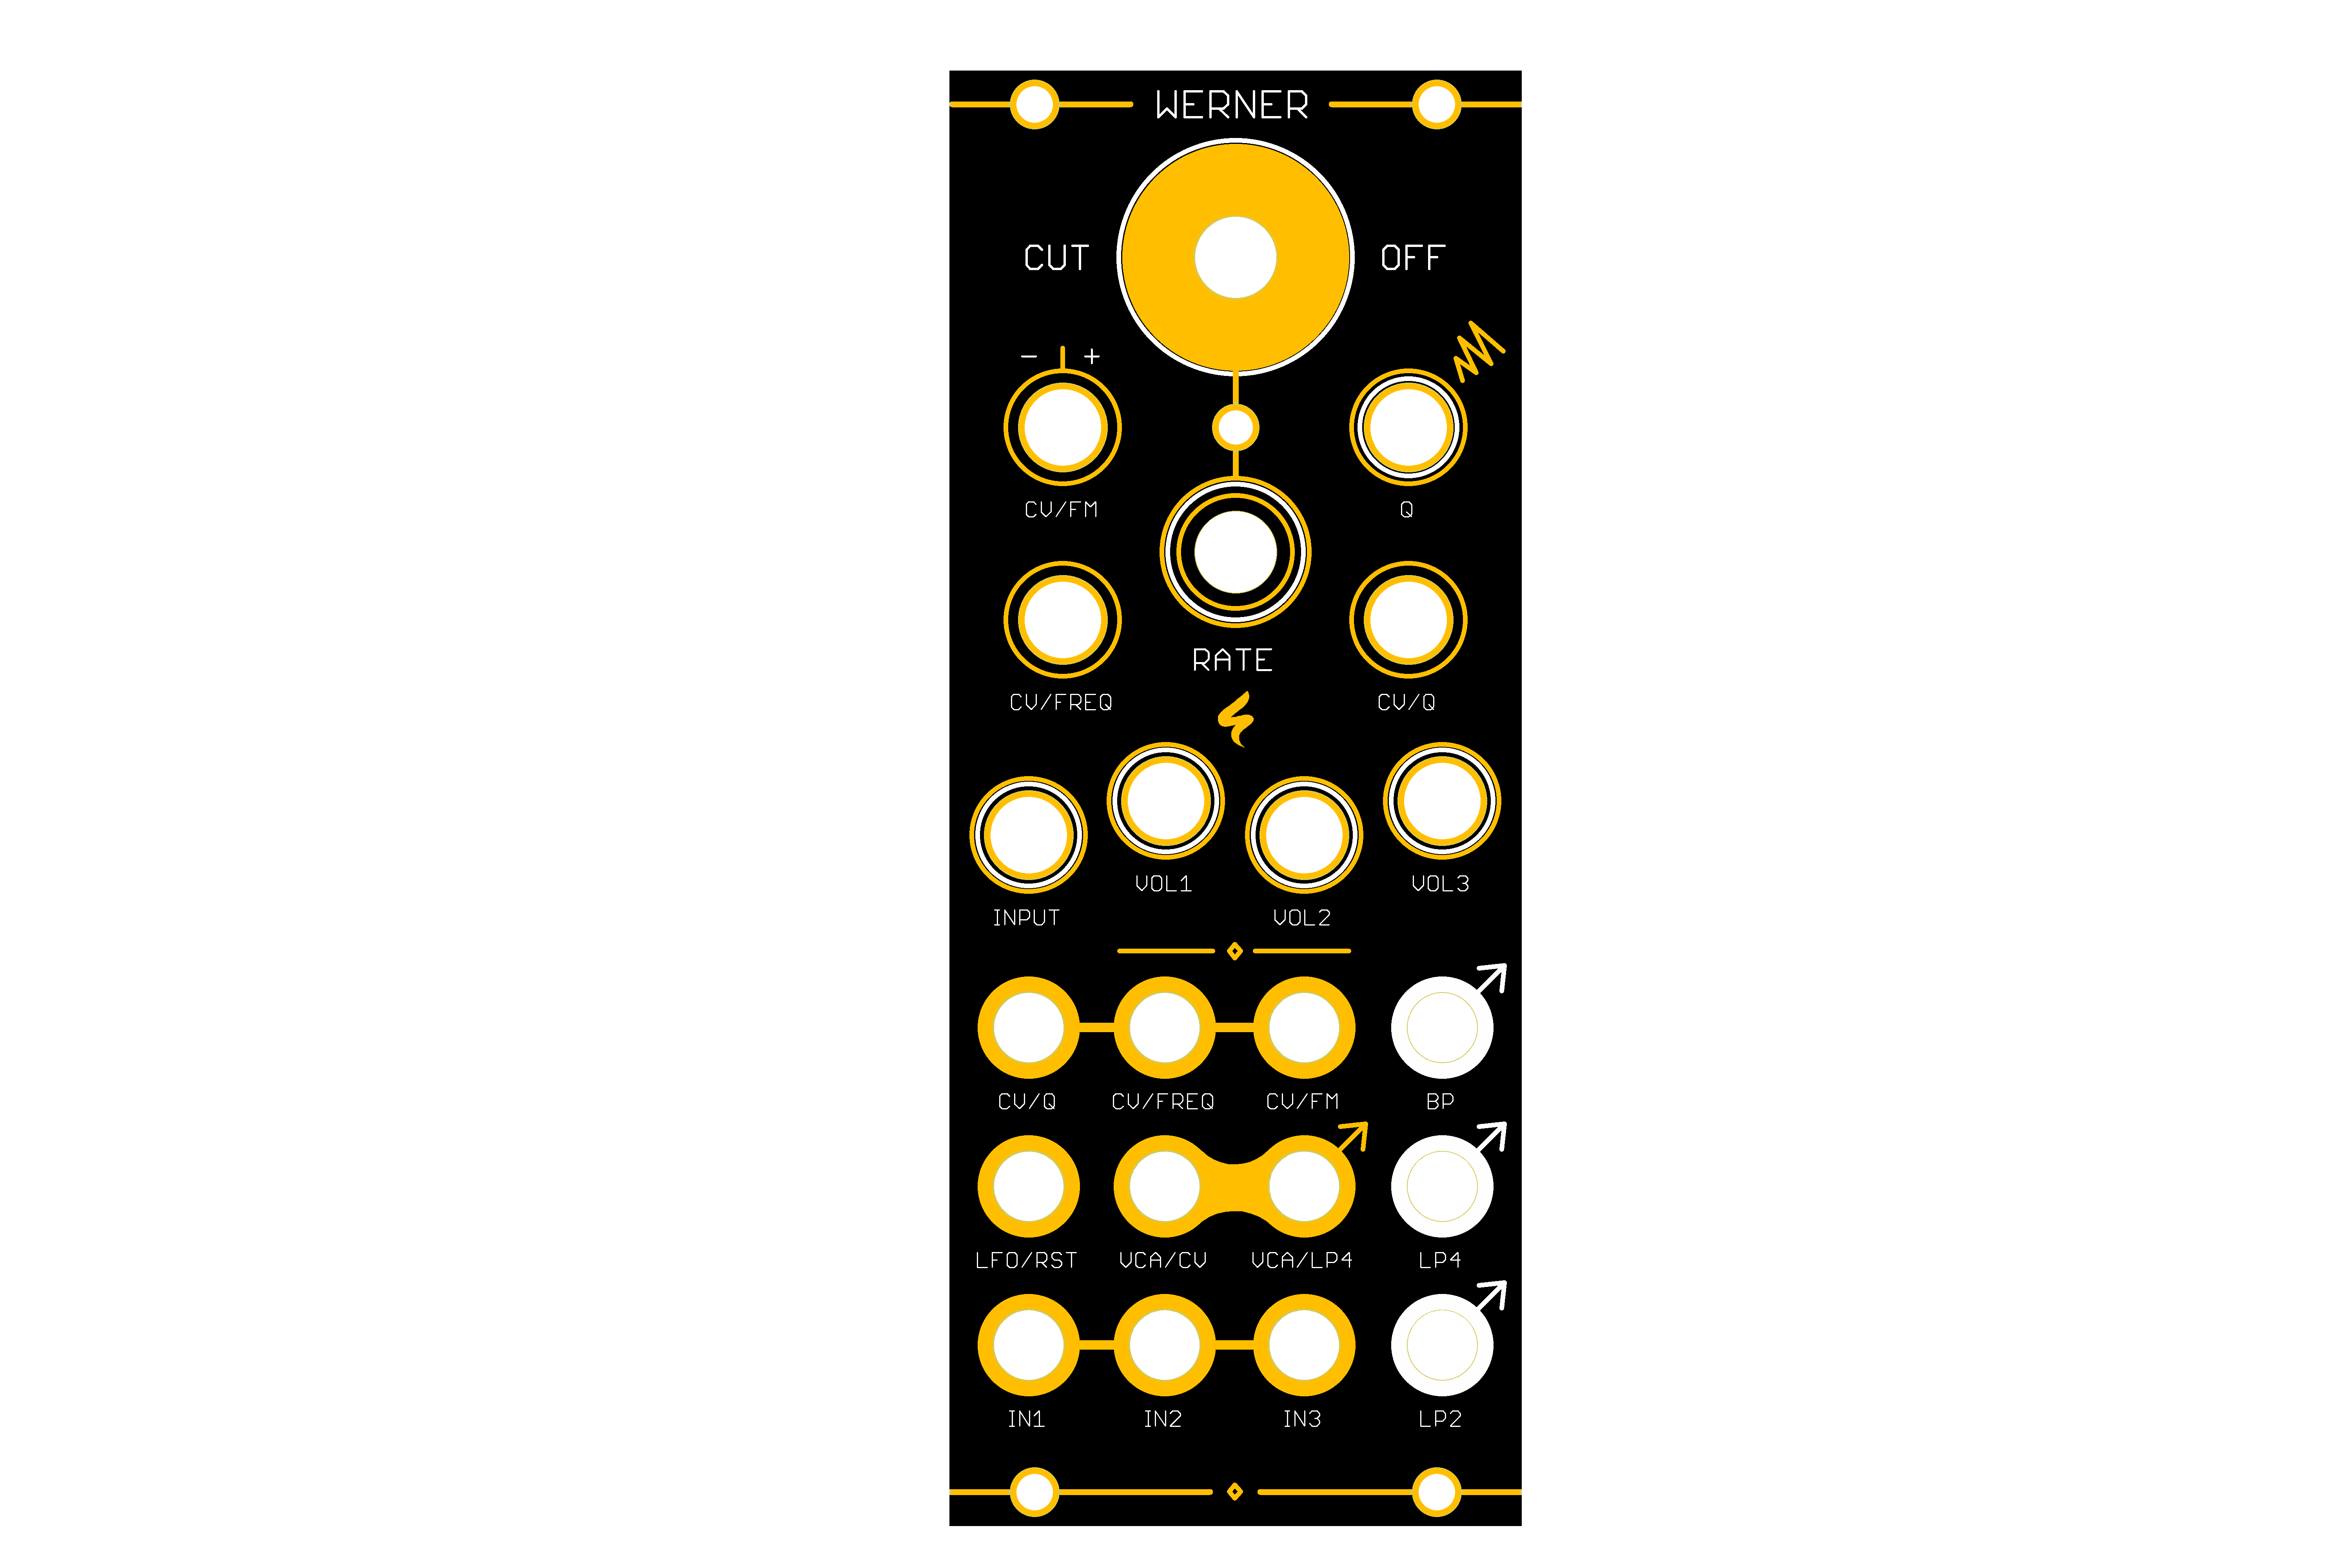 WERNER
CUT OFF
- +
CV/FM Q
RATE
CV/FREQ CV/Q
VOL1 VOL3
INPUT VOL2
CV/Q CV/FREQ CV/FM BP
LFO/RST VCA/CV VCA/LP4 LP4
IN1 IN2 IN3 LP2